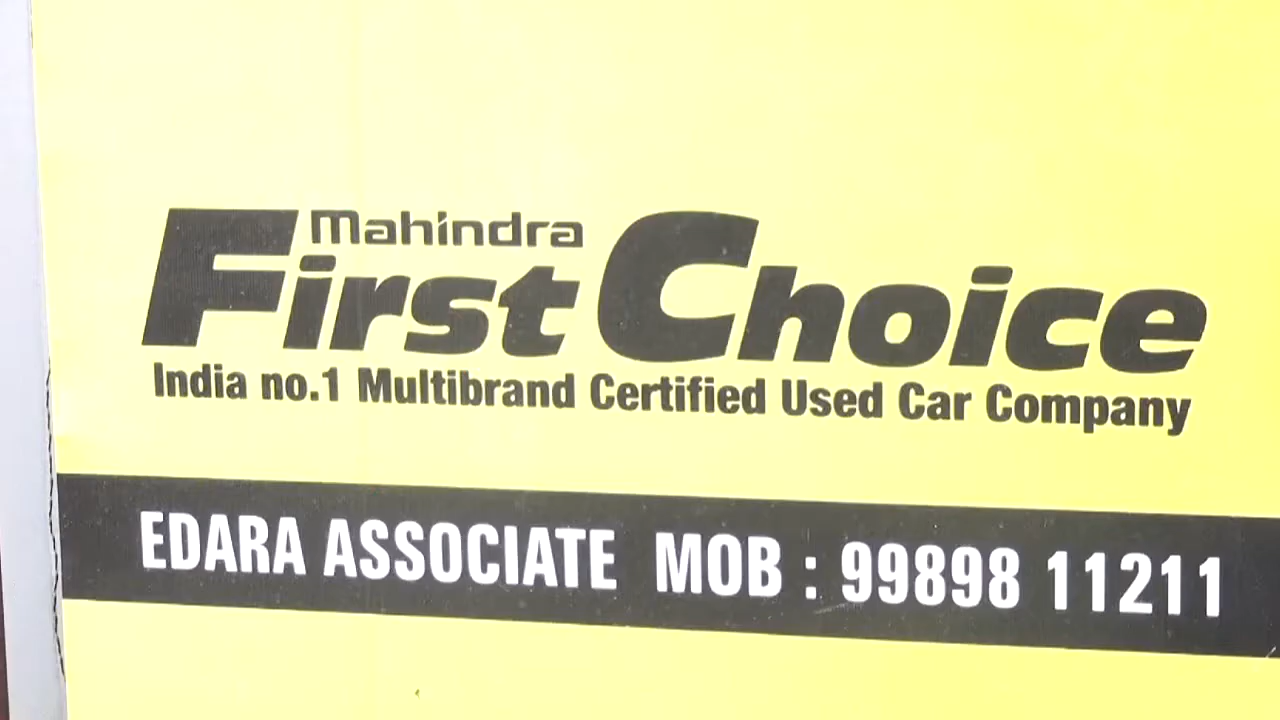 Mahindra
First Choice
India no.1 Multibrand Certified Used Car Company
EDARA ASSOCIATE MOB : 99898 11211